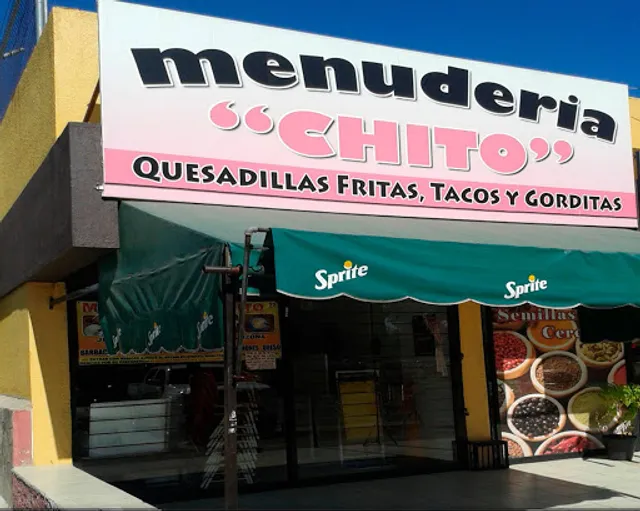 menuderia
“CHITO”
QUESADILLAS FRITAS, TACOS Y GORDITAS
Sprite
Sprite
Semillas